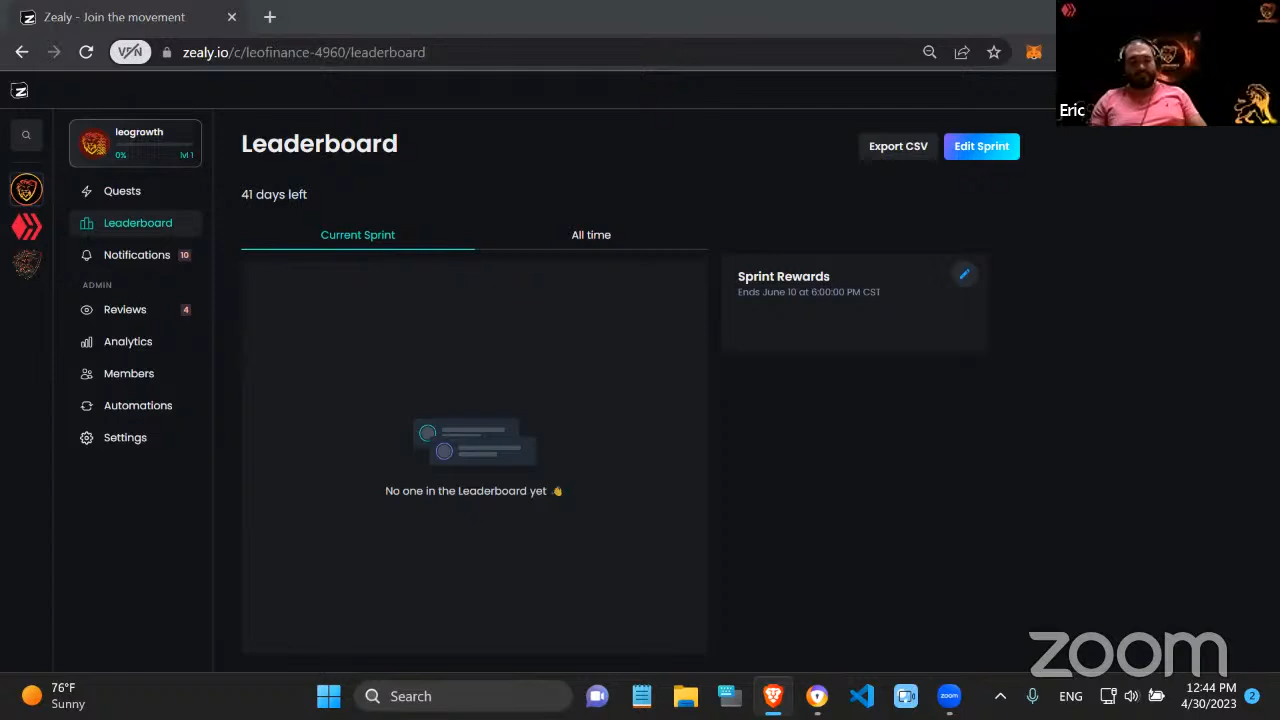 Zealy - Join the movement
VPN
zealy.io/c/leofinance-4960/leaderboard
Eric
leogrowth
0%
lvl 1
Quests
Leaderboard
Notifications 10
ADMIN
Reviews 4
Analytics
Members
Automations
Settings
Leaderboard
Export CSV
Edit Sprint
41 days left
Current Sprint
All time
No one in the Leaderboard yet 👋
Sprint Rewards
Ends June 10 at 6:00:00 PM CST
zoom
76°F
Sunny
Search
zoom
ENG
12:44 PM
4/30/2023
2